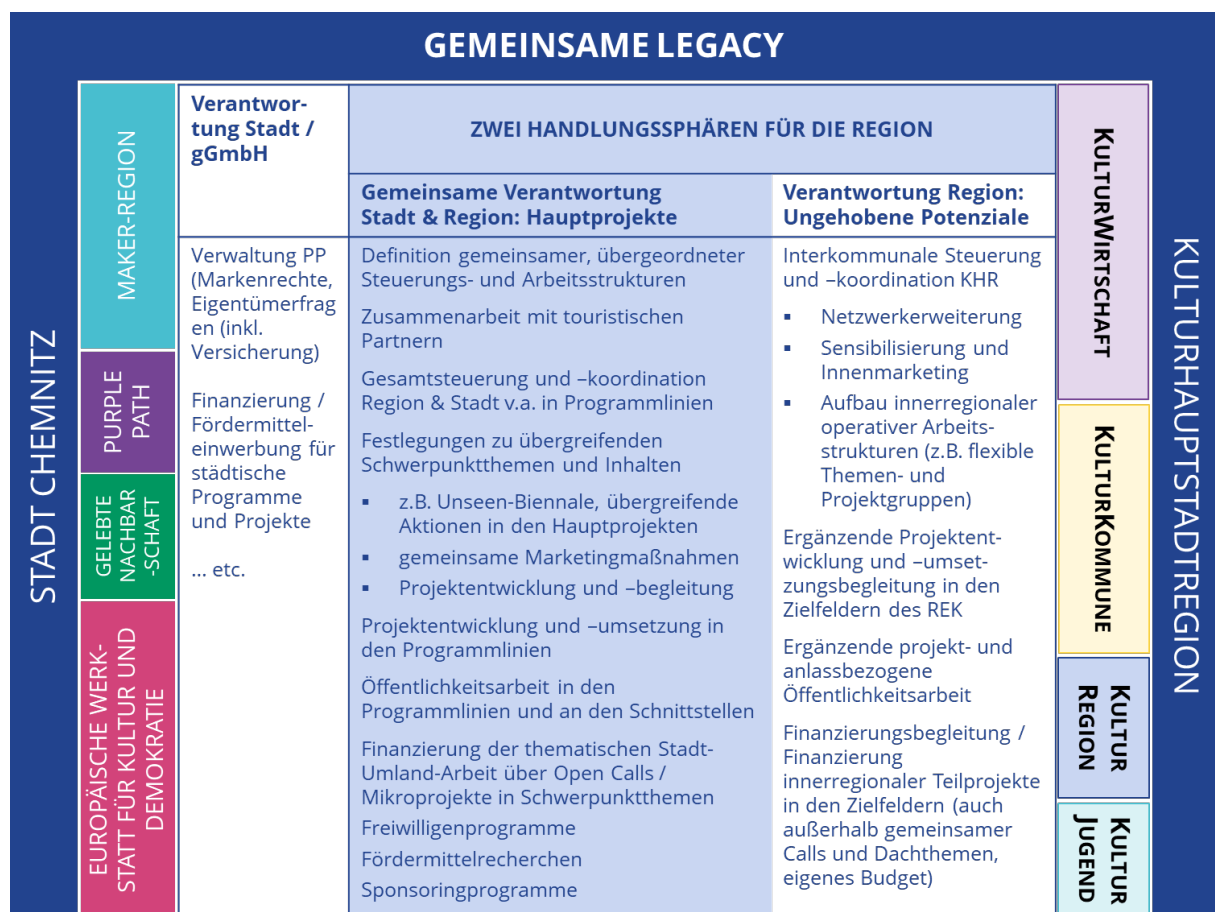 GEMEINSAME LEGACY
STADT CHEMNITZ
MAKER-REGION
PURPLE
PATH
GELEBTE
NACHBAR
-SCHAFT
EUROPÄISCHE WERK-
STATT FÜR KULTUR UND
DEMOKRATIE
Verantwor-
tung Stadt /
gGmbH
Verwaltung PP
(Markenrechte,
Eigentümerfrag
en (inkl.
Versicherung)
Finanzierung /
Fördermittel-
einwerbung für
städtische
Programme
und Projekte
... etc.
ZWEI HANDLUNGSSPHÄREN FÜR DIE REGION
Gemeinsame Verantwortung
Stadt & Region: Hauptprojekte
Definition gemeinsamer, übergeordneter
Steuerungs- und Arbeitsstrukturen
Zusammenarbeit mit touristischen
Partnern
Gesamtsteuerung und –koordination
Region & Stadt v.a. in Programmlinien
Festlegungen zu übergreifenden
Schwerpunktthemen und Inhalten
▪ z.B. Unseen-Biennale, übergreifende
Aktionen in den Hauptprojekten
▪ gemeinsame Marketingmaßnahmen
▪ Projektentwicklung und –begleitung
Projektentwicklung und –umsetzung in
den Programmlinien
Öffentlichkeitsarbeit in den
Programmlinien und an den Schnittstellen
Finanzierung der thematischen Stadt-
Umland-Arbeit über Open Calls /
Mikroprojekte in Schwerpunktthemen
Freiwilligenprogramme
Fördermittelrecherchen
Sponsoringprogramme
Verantwortung Region:
Ungehobene Potenziale
Interkommunale Steuerung
und –koordination KHR
▪ Netzwerkerweiterung
▪ Sensibilisierung und
Innenmarketing
▪ Aufbau innerregionaler
operativer Arbeits-
strukturen (z.B. flexible
Themen- und
Projektgruppen)
Ergänzende Projektent-
wicklung und –umset-
zungsbegleitung in den
Zielfeldern des REK
Ergänzende projekt- und
anlassbezogene
Öffentlichkeitsarbeit
Finanzierungsbegleitung /
Finanzierung
innerregionaler Teilprojekte
in den Zielfeldern (auch
außerhalb gemeinsamer
Calls und Dachthemen,
eigenes Budget)
KULTURWIRTSCHAFT
KULTURKOMMUNE
KULTUR
REGION
KULTUR
JUGEND
KULTURHAUPTSTADTREGION